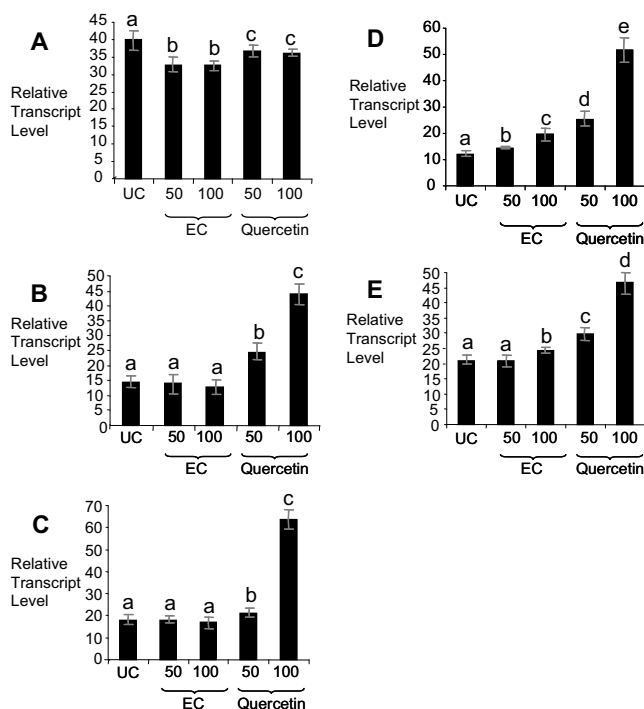 A
Relative
Transcript
Level
45
40
35
30
25
20
15
10
5
0
a
b
b
c
c
UC
50
100
50
100
EC
Quercetin
B
Relative
Transcript
Level
50
45
40
35
30
25
20
15
10
5
0
a
a
a
b
c
UC
50
100
50
100
EC
Quercetin
C
Relative
Transcript
Level
70
60
50
40
30
20
10
0
a
a
a
b
c
UC
50
100
50
100
EC
Quercetin
D
Relative
Transcript
Level
60
50
40
30
20
10
0
a
b
c
d
e
UC
50
100
50
100
EC
Quercetin
E
Relative
Transcript
Level
50
45
40
35
30
25
20
15
10
5
0
a
a
b
c
d
UC
50
100
50
100
EC
Quercetin